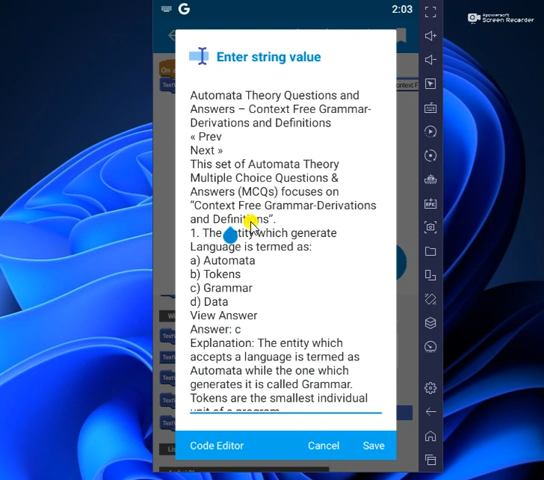 2:03
Apowersoft
Screen Recorder
Enter string value
Automata Theory Questions and
Answers – Context Free Grammar-
Derivations and Definitions
« Prev
Next »
This set of Automata Theory
Multiple Choice Questions &
Answers (MCQs) focuses on
“Context Free Grammar-Derivations
and Definitions”.
1. The entity which generate
Language is termed as:
a) Automata
b) Tokens
c) Grammar
d) Data
View Answer
Answer: c
Explanation: The entity which
accepts a language is termed as
Automata while the one which
generates it is called Grammar.
Tokens are the smallest individual
unit of a program
Code Editor
Cancel
Save